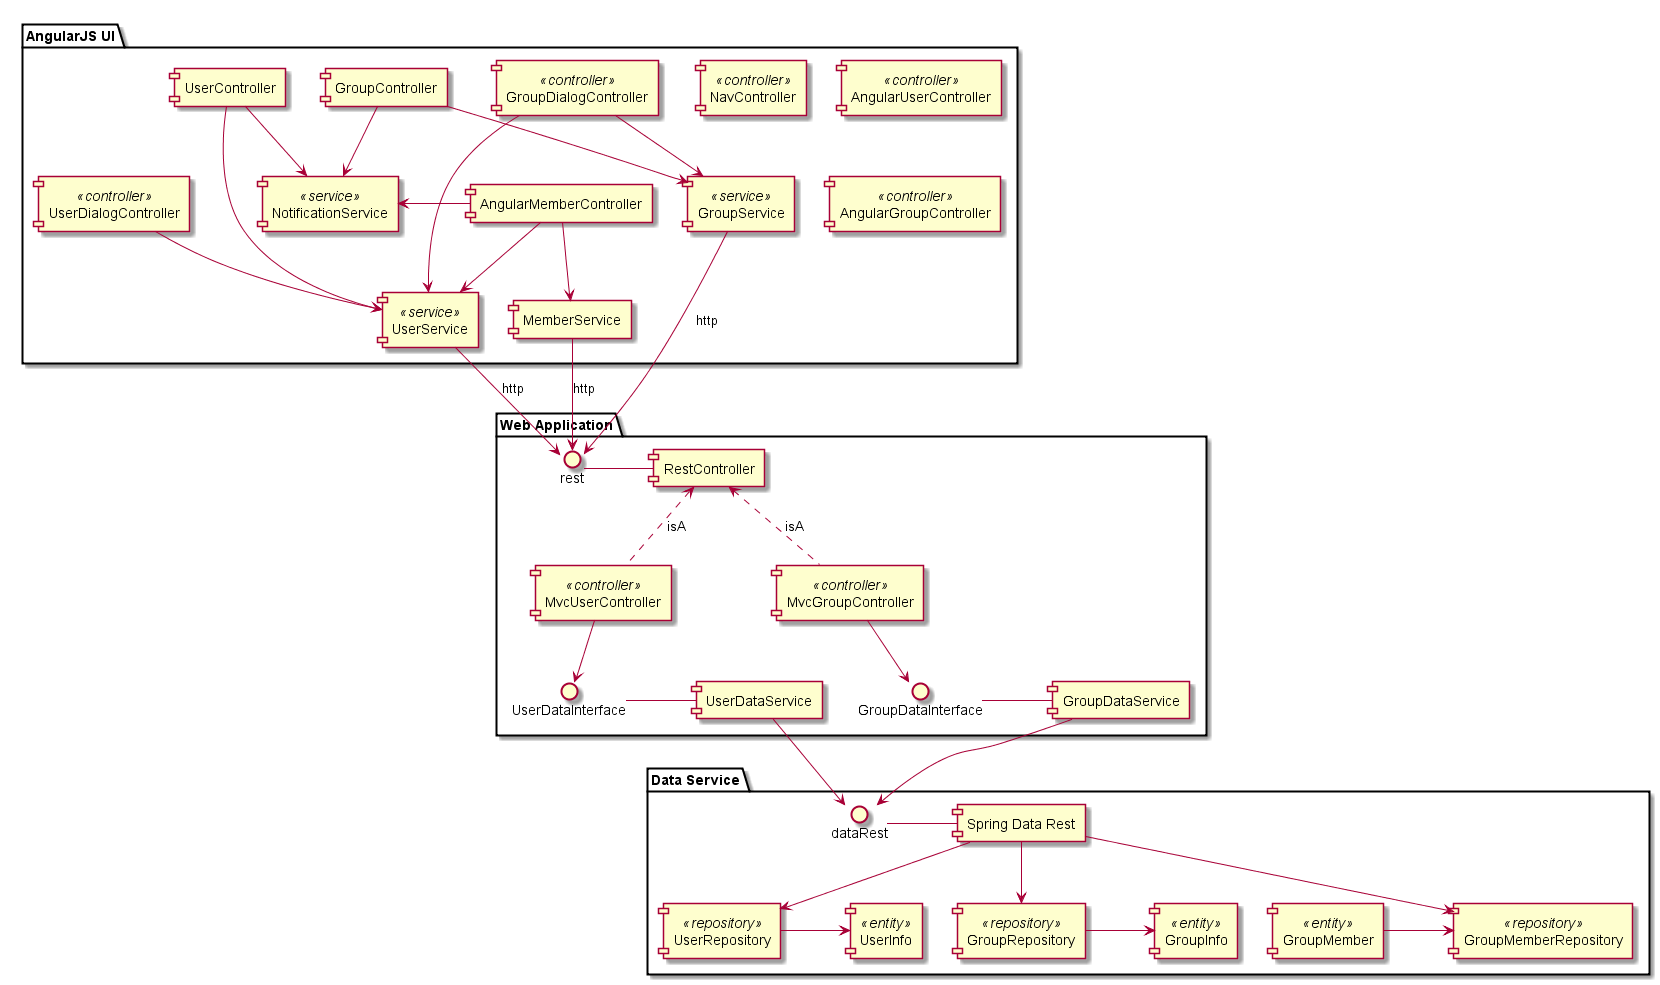 AngularJS UI
UserController
GroupController
«controller»
GroupDialogController
«controller»
NavController
«controller»
AngularUserController
«controller»
UserDialogController
«service»
NotificationService
AngularMemberController
«service»
GroupService
«controller»
AngularGroupController
«service»
UserService
MemberService
http
http
http
Web Application
rest
RestController
isA
isA
«controller»
MvcUserController
«controller»
MvcGroupController
UserDataInterface
UserDataService
GroupDataInterface
GroupDataService
Data Service
dataRest
Spring Data Rest
«repository»
UserRepository
«entity»
UserInfo
«repository»
GroupRepository
«entity»
GroupInfo
«entity»
GroupMember
«repository»
GroupMemberRepository